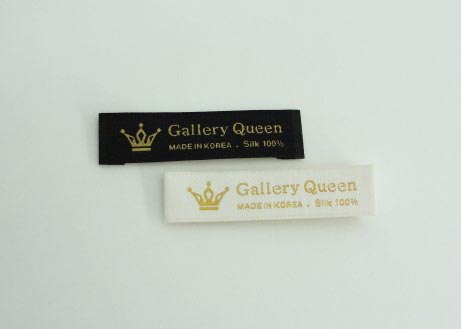 Gallery Queen
MADE IN KOREA . Silk 100%
Gallery Queen
MADE IN KOREA . Silk 100%